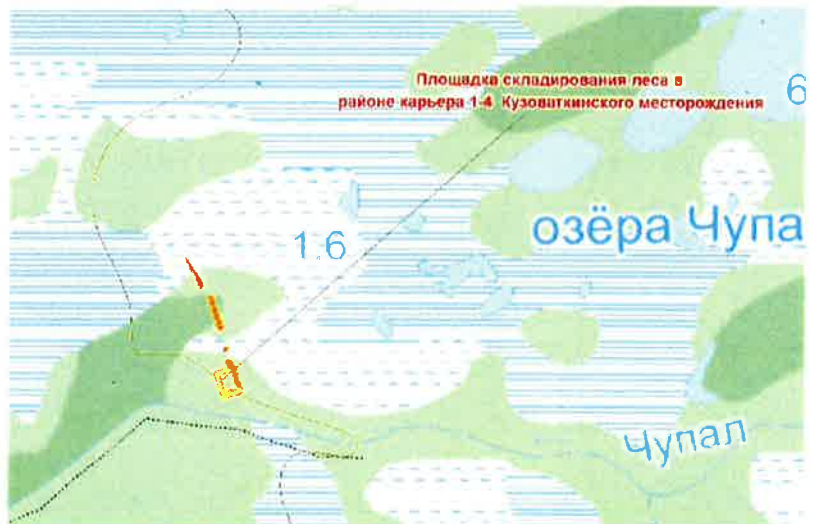 Площадка складирования леса в
районе карьера 1-4 Кузоваткинского месторождения
6
озёра Чупа
1.6
Чупал